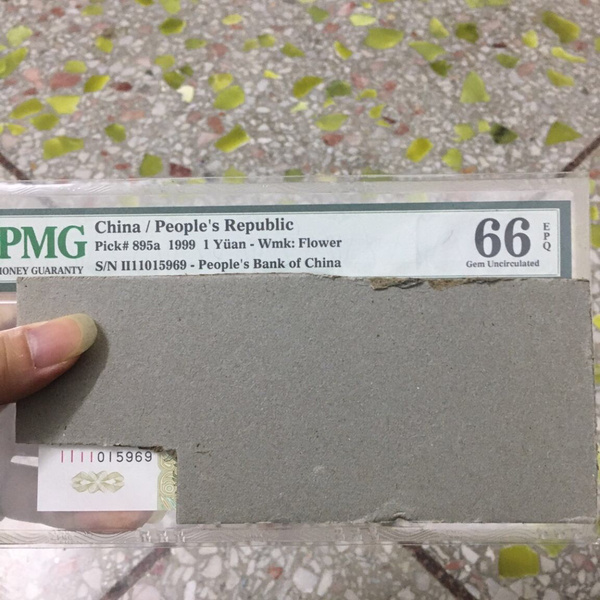 PMG
MONEY GUARANTY
China / People's Republic
Pick# 895a 1999 1 Yüan - Wmk: Flower
S/N II11015969 - People's Bank of China
66
EPQ
Gem Uncirculated
IIII015969